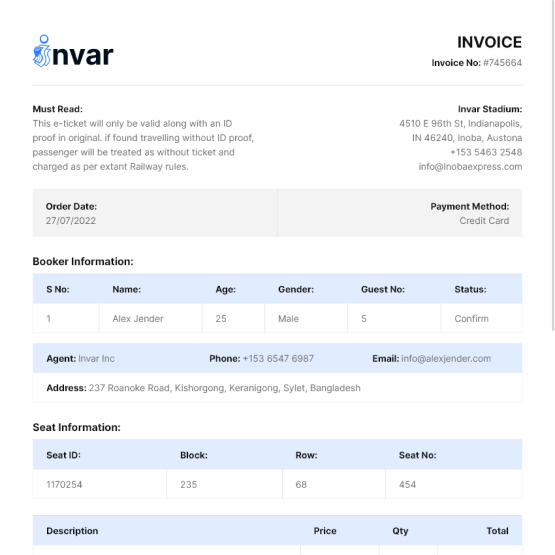 invar
INVOICE
Invoice No: #745664
Must Read:
This e-ticket will only be valid along with an ID
proof in original. if found travelling without ID proof,
passenger will be treated as without ticket and
charged as per extant Railway rules.
Invar Stadium:
4510 E 96th St, Indianapolis,
IN 46240, Inoba, Austona
+153 5463 2548
info@Inobaexpress.com
Order Date:
27/07/2022
Payment Method:
Credit Card
Booker Information:
S No: Name: Age: Gender: Guest No: Status:
1 Alex Jender 25 Male 5 Confirm
Agent: Invar Inc Phone: +153 6547 6987 Email: info@alexjender.com
Address: 237 Roanoke Road, Kishorgong, Keranigong, Sylet, Bangladesh
Seat Information:
Seat ID: Block: Row: Seat No:
1170254 235 68 454
Description Price Qty Total